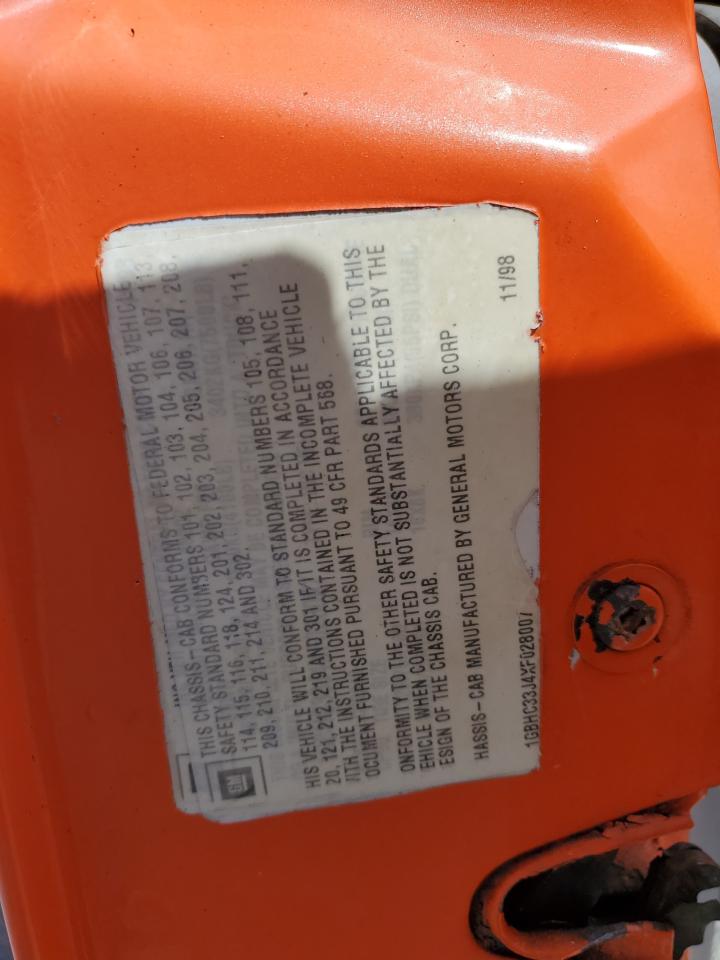 GM
THIS CHASSIS-CAB CONFORMS TO FEDERAL MOTOR VEHICLE
SAFETY STANDARD NUMBERS 101, 102, 103, 104, 106, 107, 113,
114, 115, 116, 118, 124, 201, 202, 203, 204, 205, 206, 207, 208,
209, 210, 211, 214 AND 302.
HIS VEHICLE WILL CONFORM TO STANDARD NUMBERS 105, 108, 111,
20, 121, 212, 219 AND 301 IF IT IS COMPLETED IN ACCORDANCE
ITH THE INSTRUCTIONS CONTAINED IN THE INCOMPLETE VEHICLE
OCUMENT FURNISHED PURSUANT TO 49 CFR PART 568.
ONFORMITY TO THE OTHER SAFETY STANDARDS APPLICABLE TO THIS
EHICLE WHEN COMPLETED IS NOT SUBSTANTIALLY AFFECTED BY THE
ESIGN OF THE CHASSIS CAB.
HASSIS-CAB MANUFACTURED BY GENERAL MOTORS CORP. 11/98
1GBHC33J4XF028007